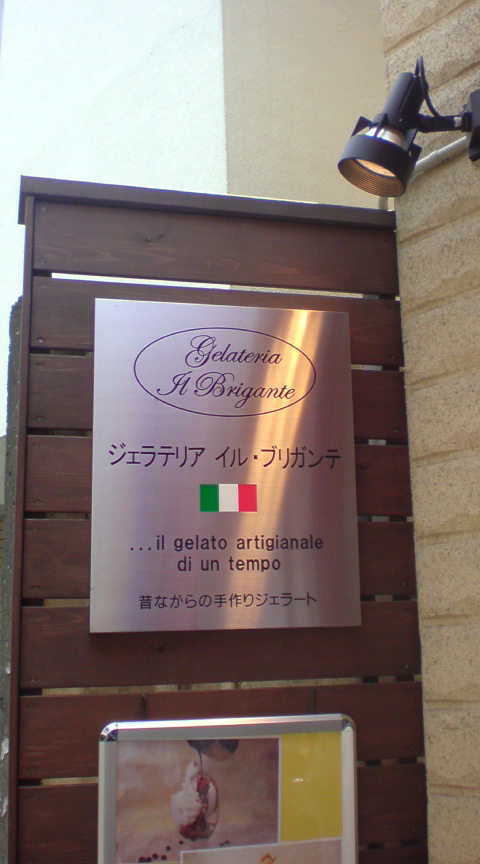 Gelateria
Il Brigante
ジェラテリア イル・ブリガンテ
...il gelato artigianale
di un tempo
昔ながらの手作りジェラート